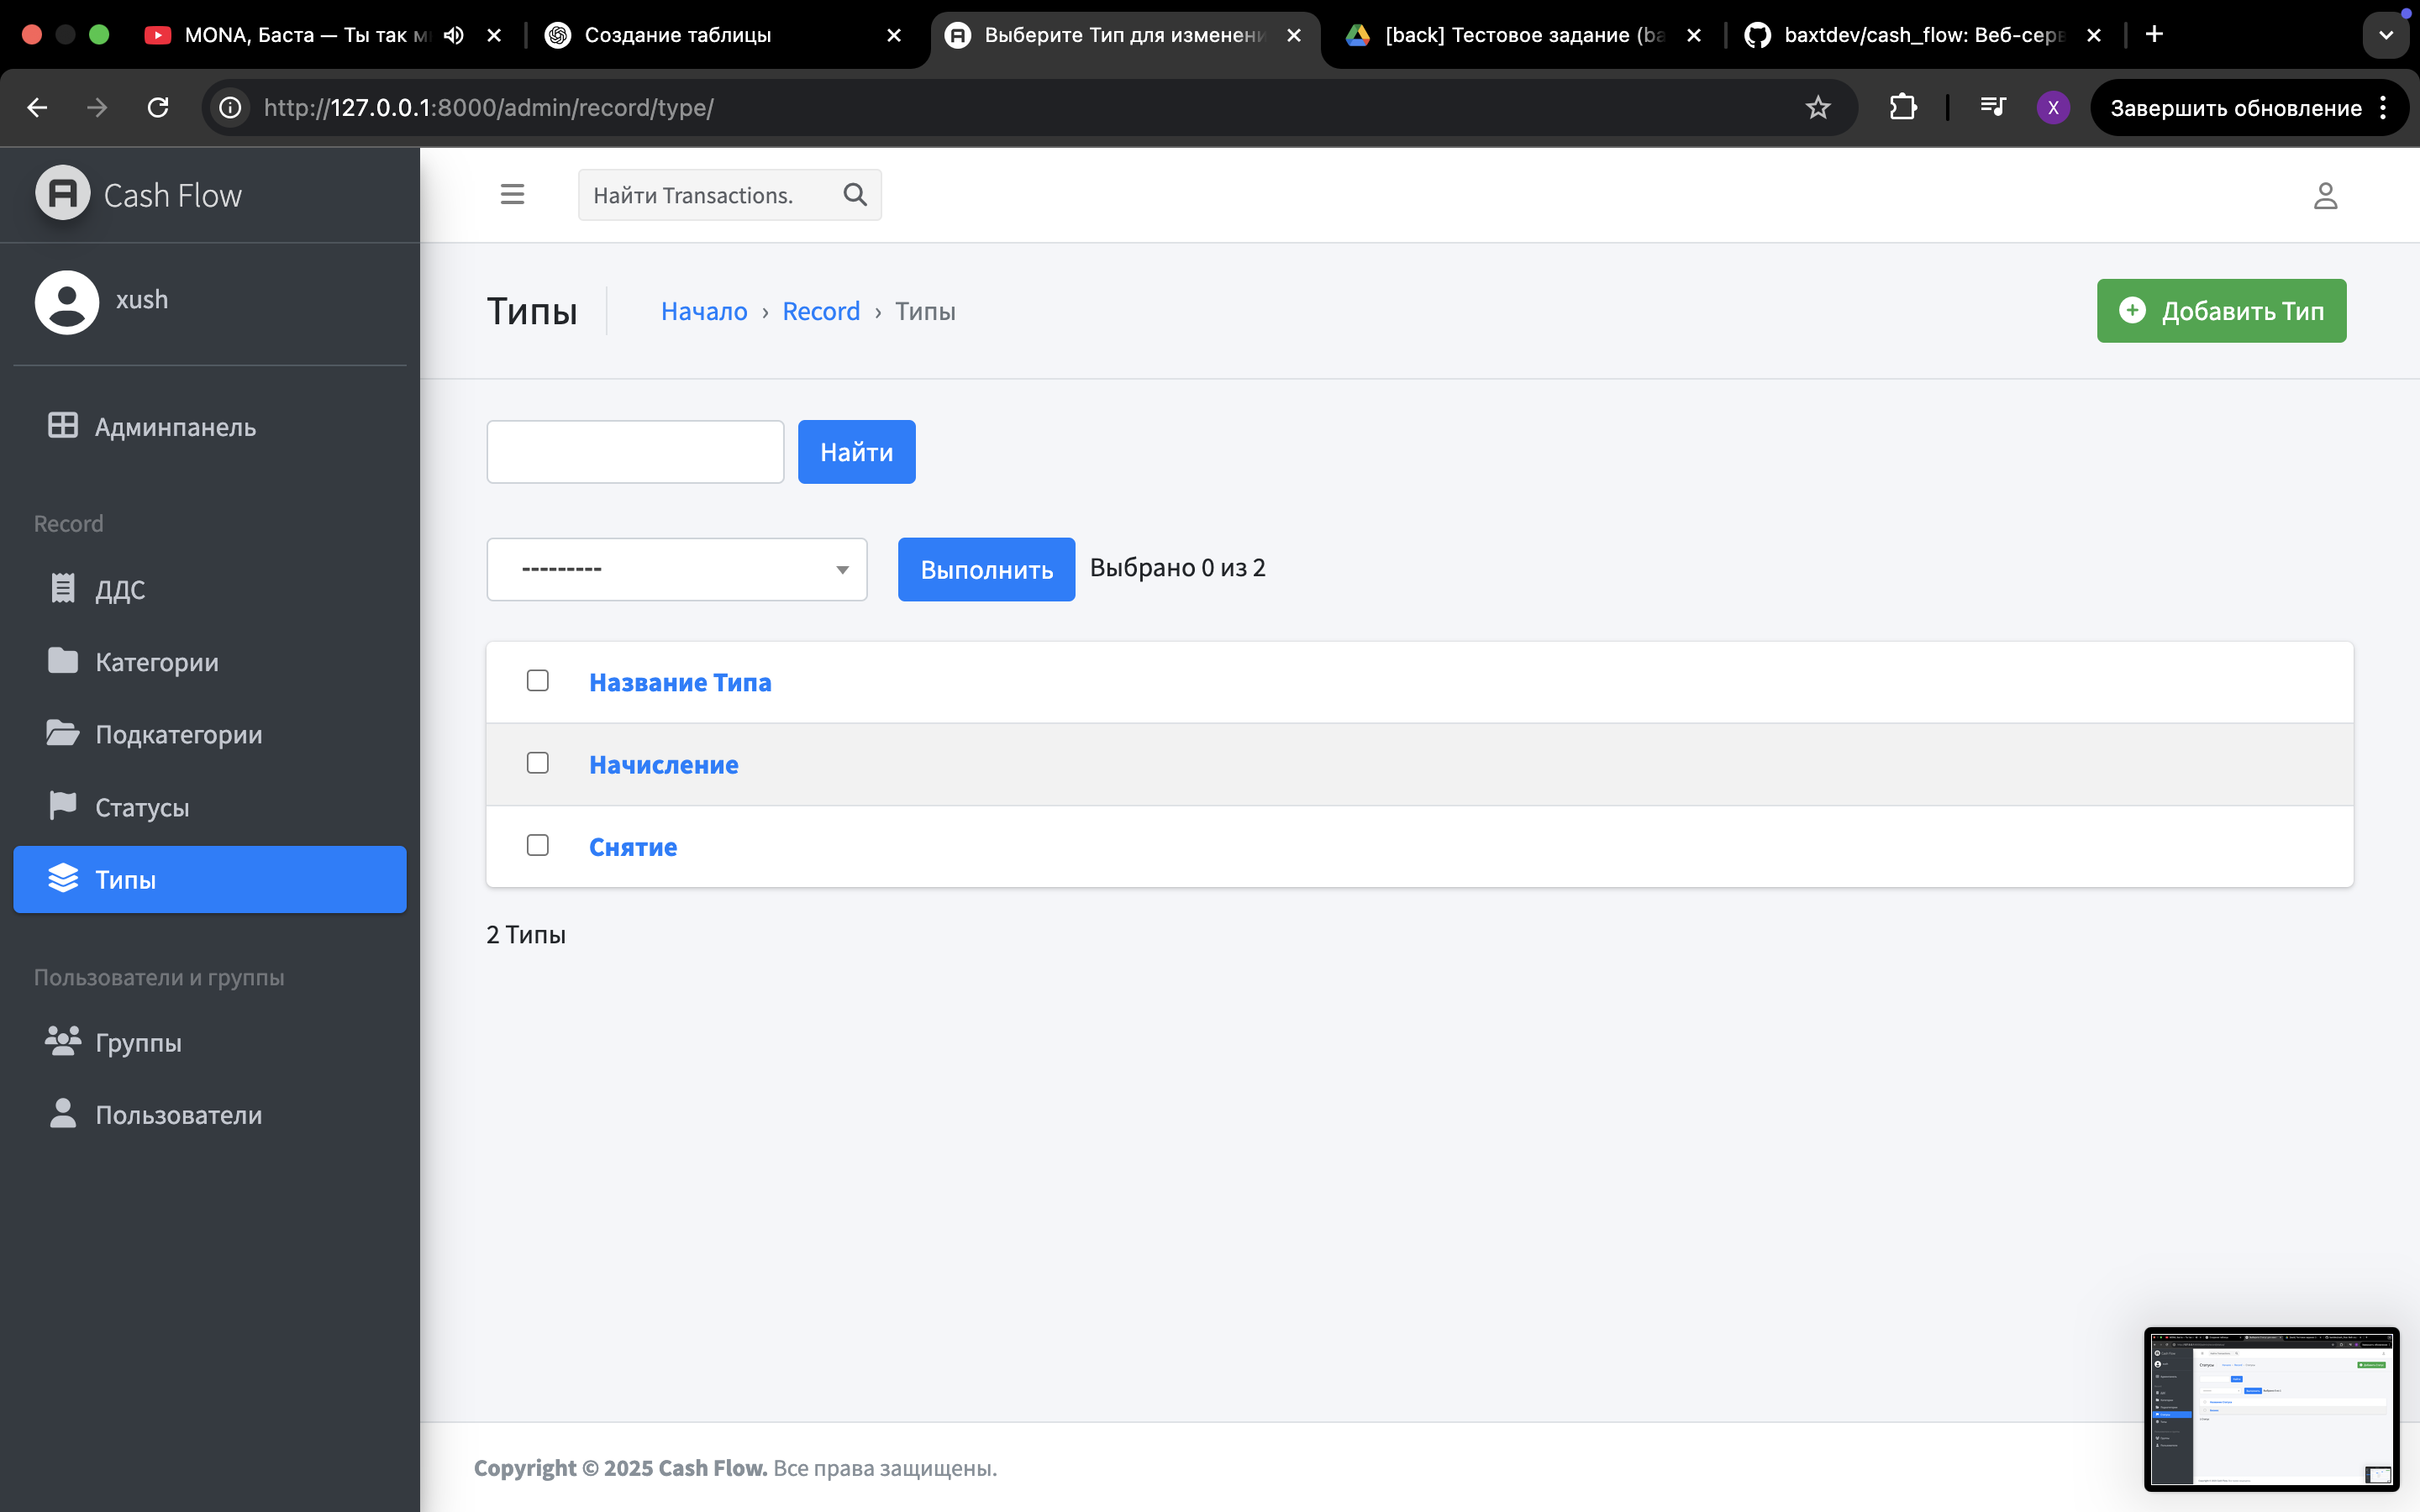 MONA, Баста — Ты так м
Создание таблицы
Выберите Тип для изменени
[back] Тестовое задание (ba
baxtdev/cash_flow: Веб-серв
http://127.0.0.1:8000/admin/record/type/
X
Завершить обновление
Cash Flow
Найти Transactions.
xush
Типы
Начало › Record › Типы
Добавить Тип
Админпанель
Найти
Record
---------
Выполнить
Выбрано 0 из 2
ДДС
Категории
Название Типа
Подкатегории
Начисление
Статусы
Снятие
Типы
2 Типы
Пользователи и группы
Группы
Пользователи
Copyright © 2025 Cash Flow. Все права защищены.